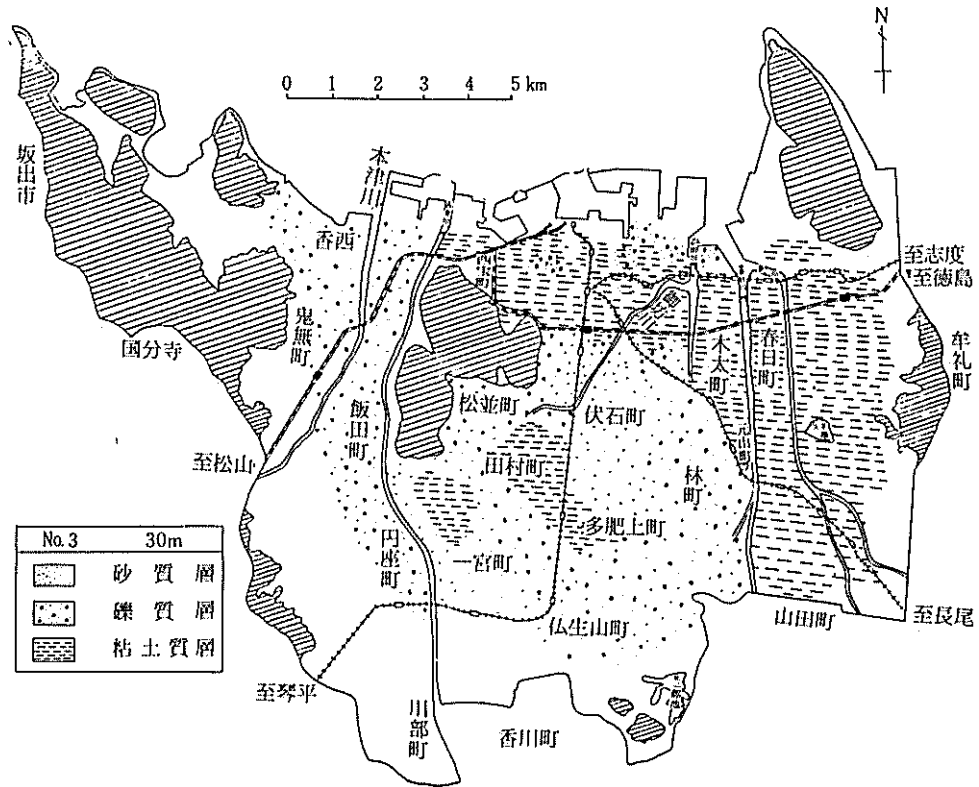 N
0 1 2 3 4 5 km
坂出市
本津川
香西
鬼無町
国分寺
飯田町
至松山
松並町
伏石町
田村町
林町
木太町
春日町
至志度
至徳島
牟礼町
円座町
一宮町
多肥上町
仏生山町
山田町
至長尾
至琴平
川部町
香川町
No.3 30m
砂質層
礫質層
粘土質層